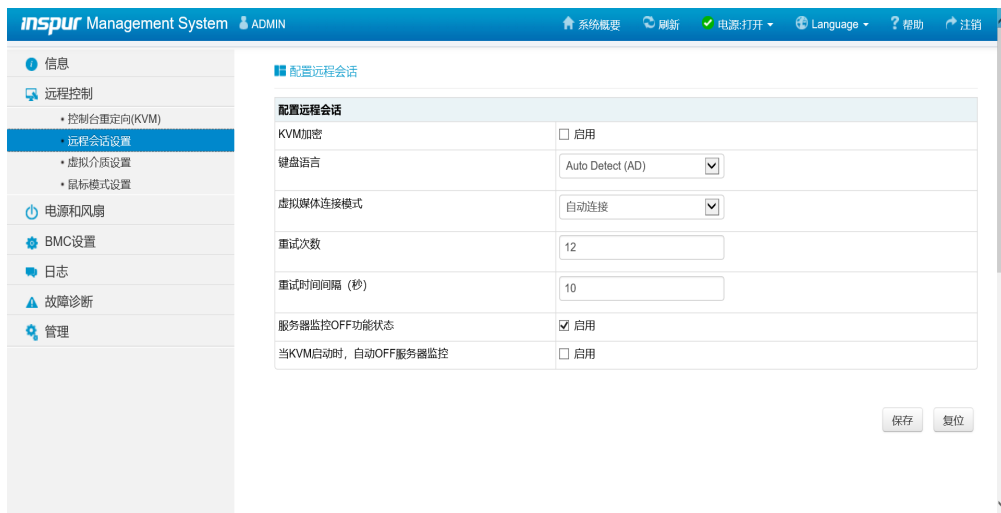 inspur Management System ADMIN 系统概要 刷新 电源:打开 Language ?帮助 注销
信息
远程控制
• 控制台重定向(KVM)
• 远程会话设置
• 虚拟介质设置
• 鼠标模式设置
电源和风扇
BMC设置
日志
故障诊断
管理
配置远程会话
配置远程会话
KVM加密 启用
键盘语言 Auto Detect (AD)
虚拟媒体连接模式 自动连接
重试次数 12
重试时间间隔（秒） 10
服务器监控OFF功能状态 启用
当KVM启动时，自动OFF服务器监控 启用
保存 复位